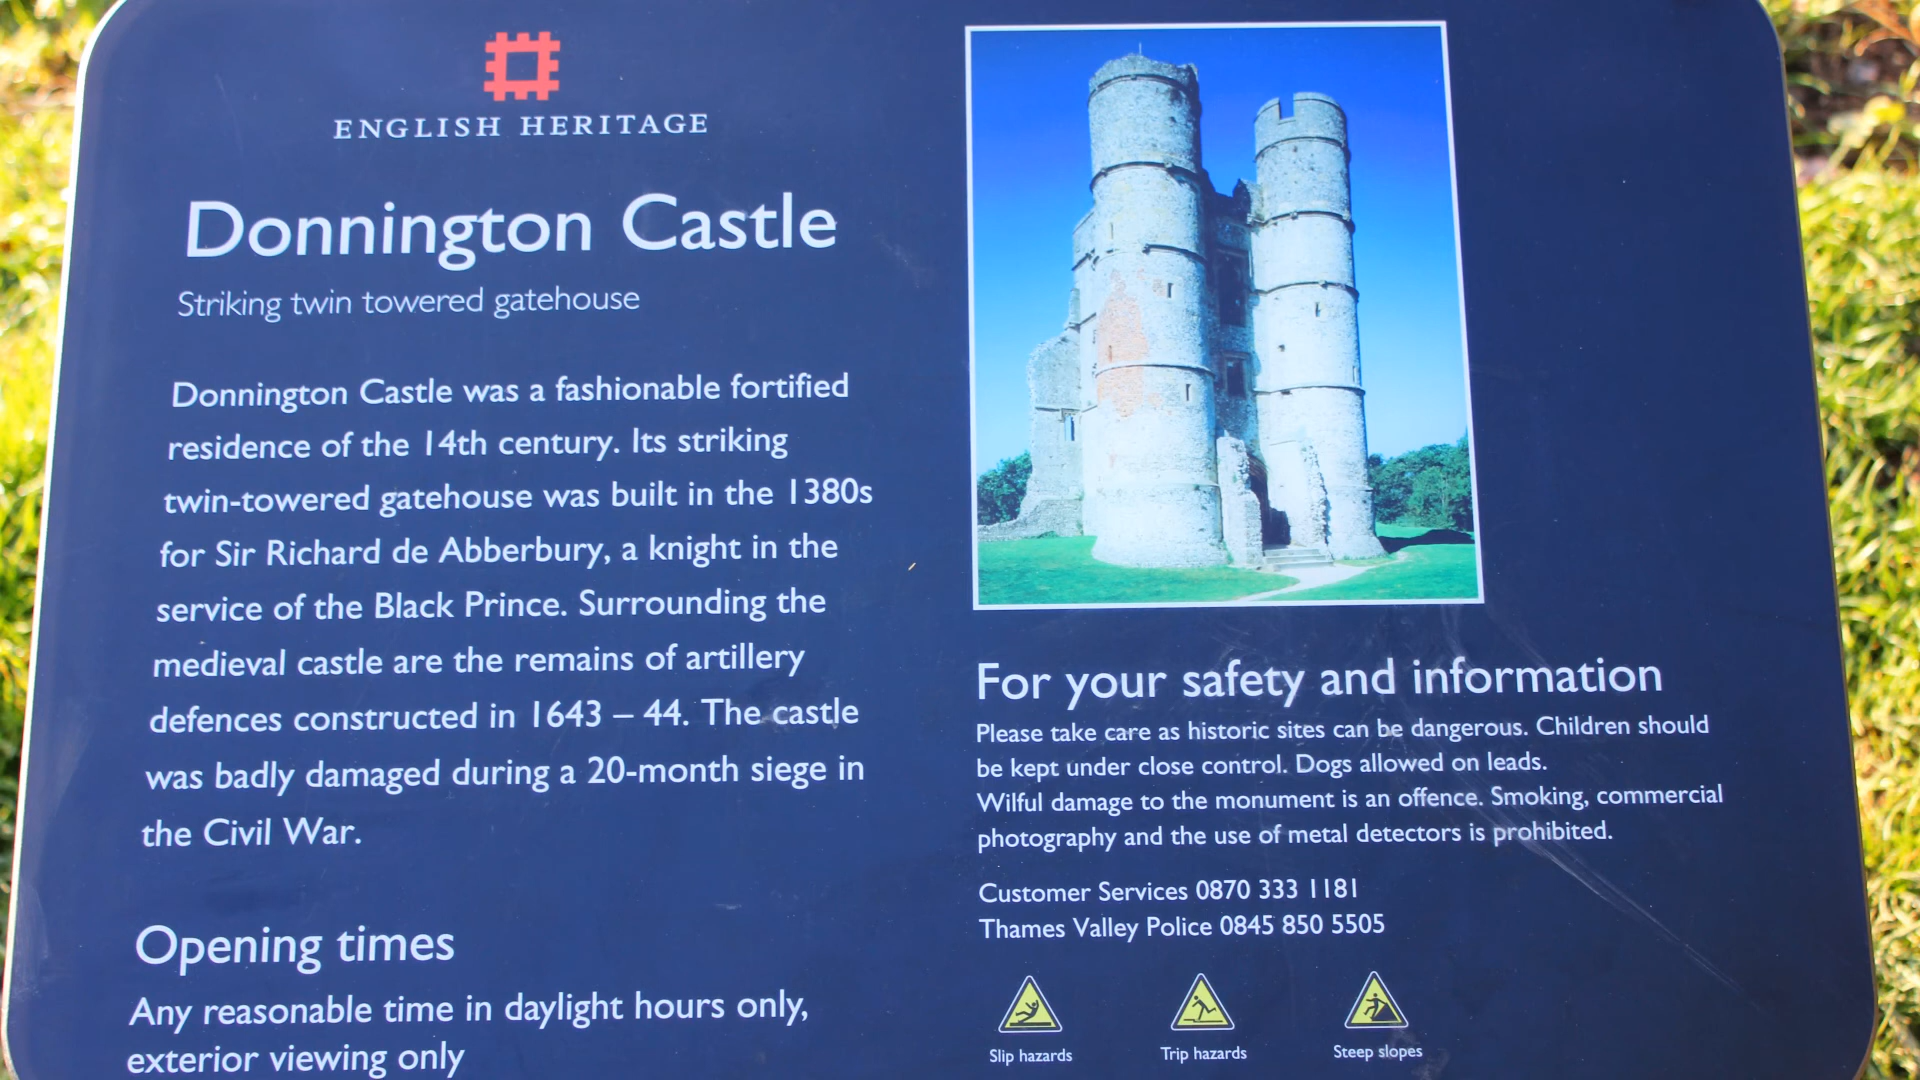 ENGLISH HERITAGE
Donnington Castle
Striking twin towered gatehouse
Donnington Castle was a fashionable fortified
residence of the 14th century. Its striking
twin-towered gatehouse was built in the 1380s
for Sir Richard de Abberbury, a knight in the
service of the Black Prince. Surrounding the
medieval castle are the remains of artillery
defences constructed in 1643 – 44. The castle
was badly damaged during a 20-month siege in
the Civil War.
Opening times
Any reasonable time in daylight hours only,
exterior viewing only
For your safety and information
Please take care as historic sites can be dangerous. Children should
be kept under close control. Dogs allowed on leads.
Wilful damage to the monument is an offence. Smoking, commercial
photography and the use of metal detectors is prohibited.
Customer Services 0870 333 1181
Thames Valley Police 0845 850 5505
Slip hazards
Trip hazards
Steep slopes